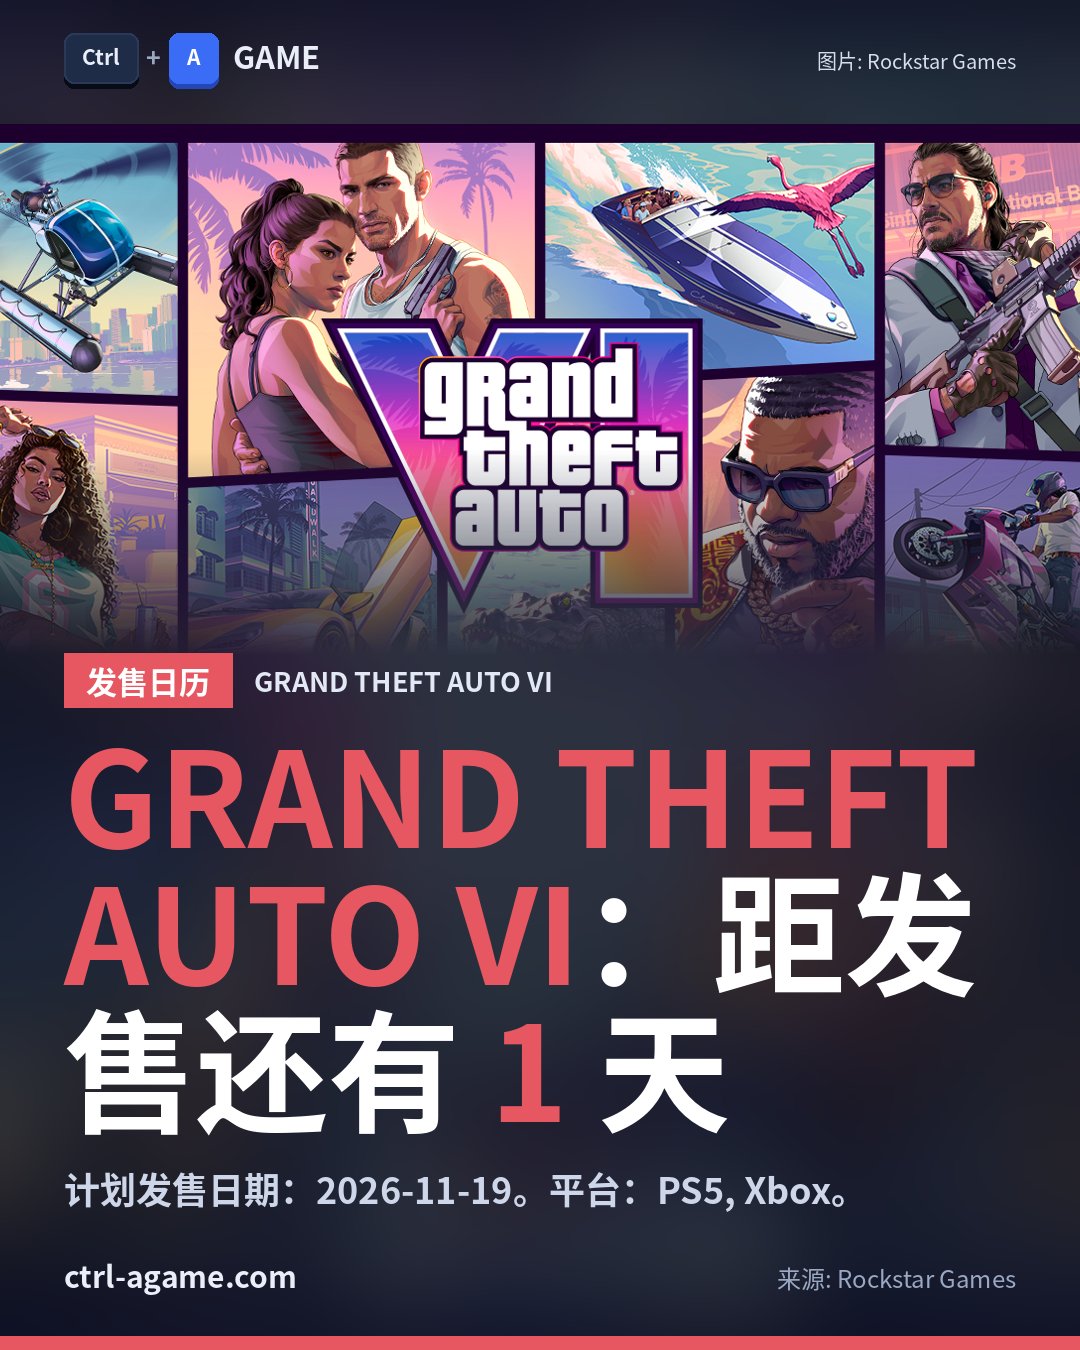 Ctrl + A GAME
图片: Rockstar Games
VI
grand
theft
auto
发售日历 GRAND THEFT AUTO VI
GRAND THEFT
AUTO VI：距发
售还有 1 天
计划发售日期：2026-11-19。平台：PS5, Xbox。
ctrl-agame.com
来源: Rockstar Games